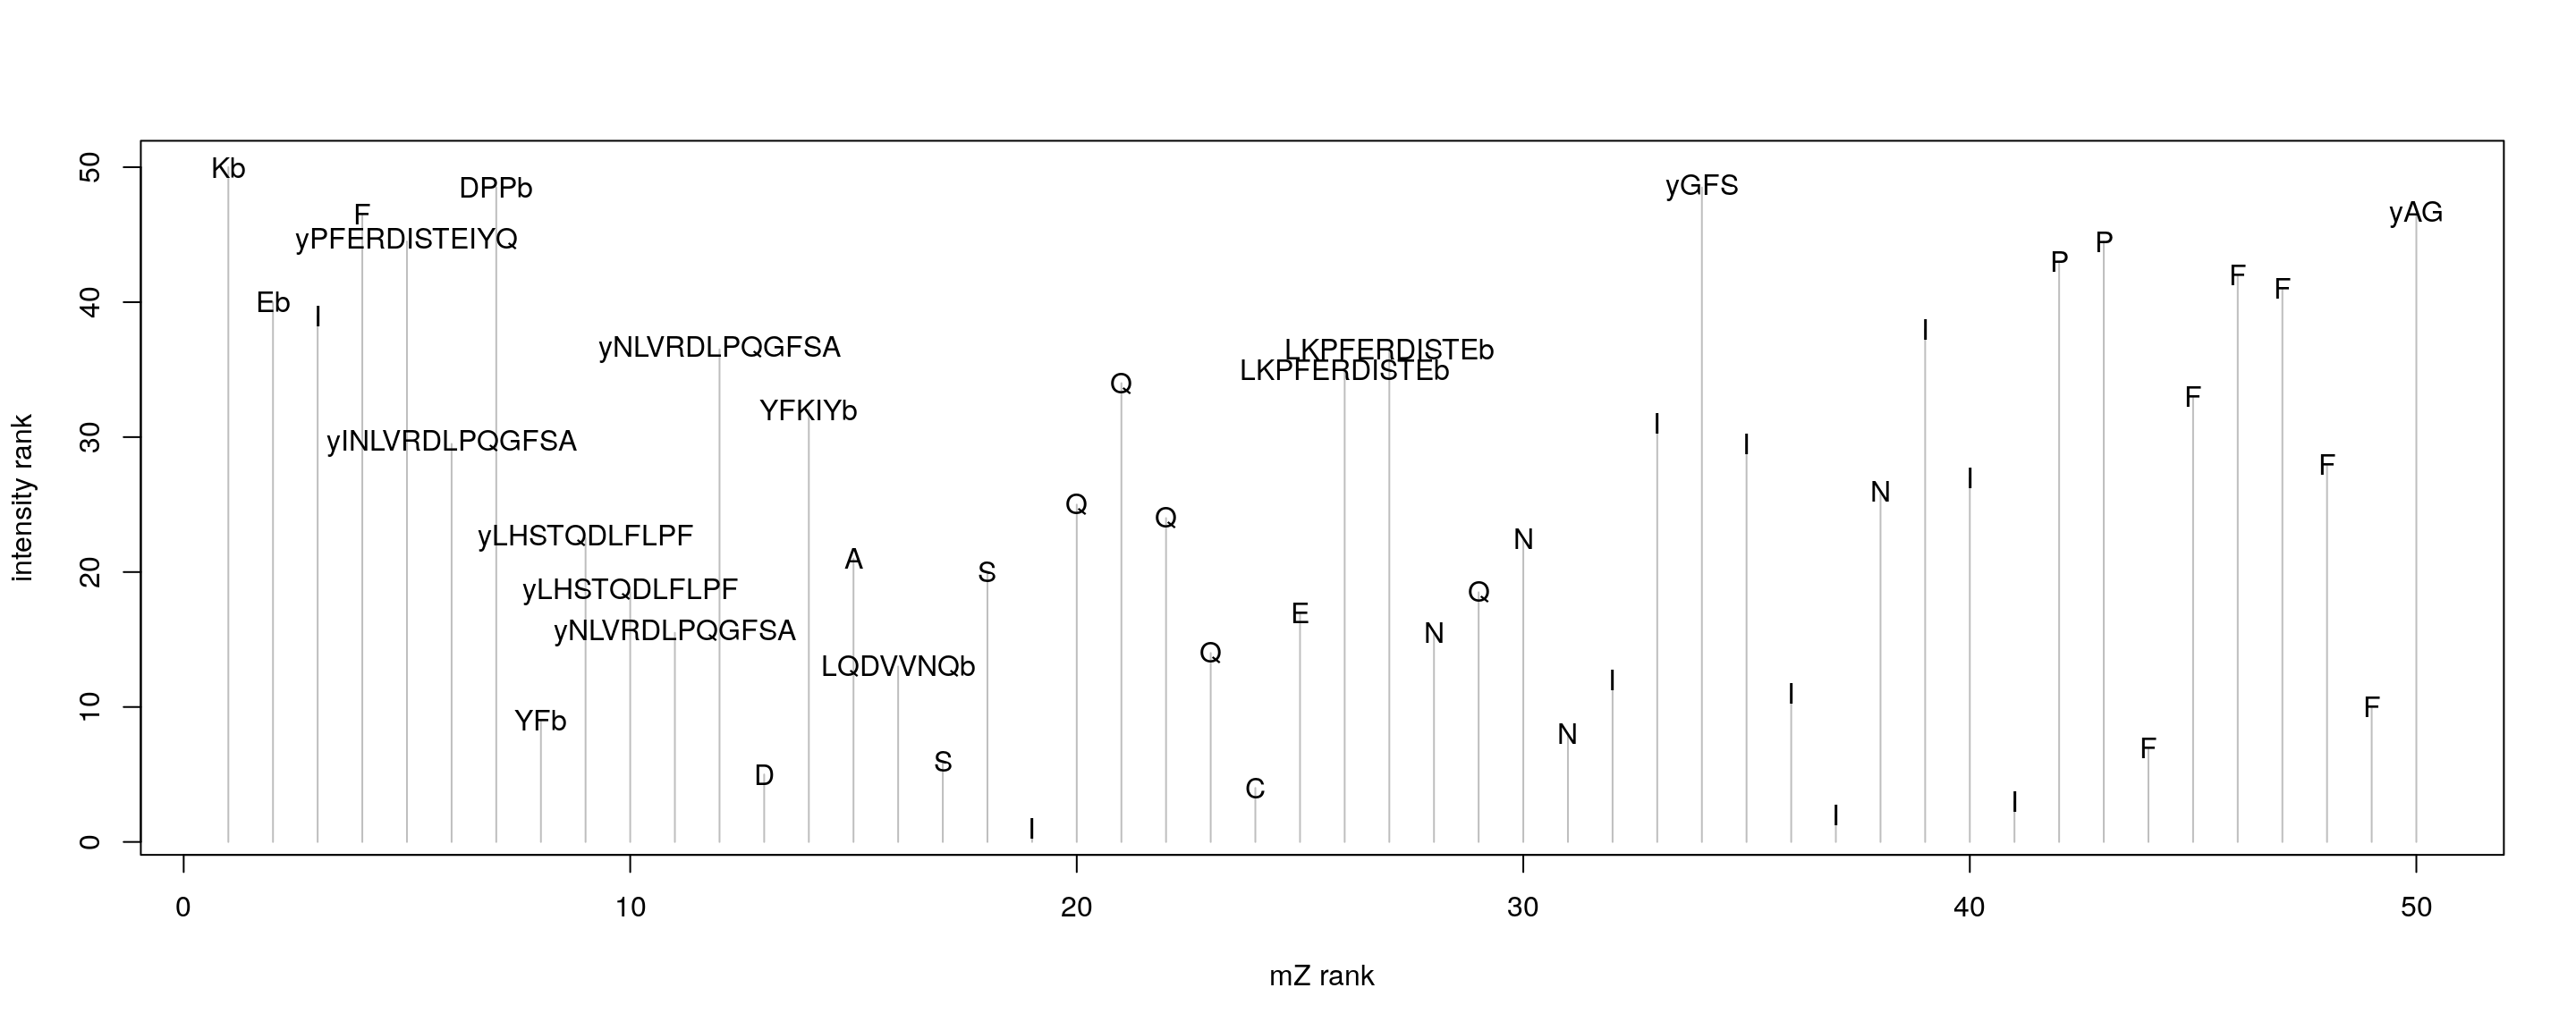 50
Kb
yGFS
DPPb
yAG
F
yPFERDISTEIYQ
P
P
F
F
40
Eb
I
I
yNLVRDLPQGFSA
LKPFERDISTEb
LKPFERDISTEb
Q
F
YFKIYb
I
30
yINLVRDLPQGFSA
I
F
I
N
Q
Q
yLHSTQDLFLPF
N
A
20
S
yLHSTQDLFLPF
Q
E
yNLVRDLPQGFSA
N
Q
LQDVVNQb
I
I
10
F
YFb
N
F
S
D
C
I
I
I
0
intensity rank
0 10 20 30 40 50
mZ rank